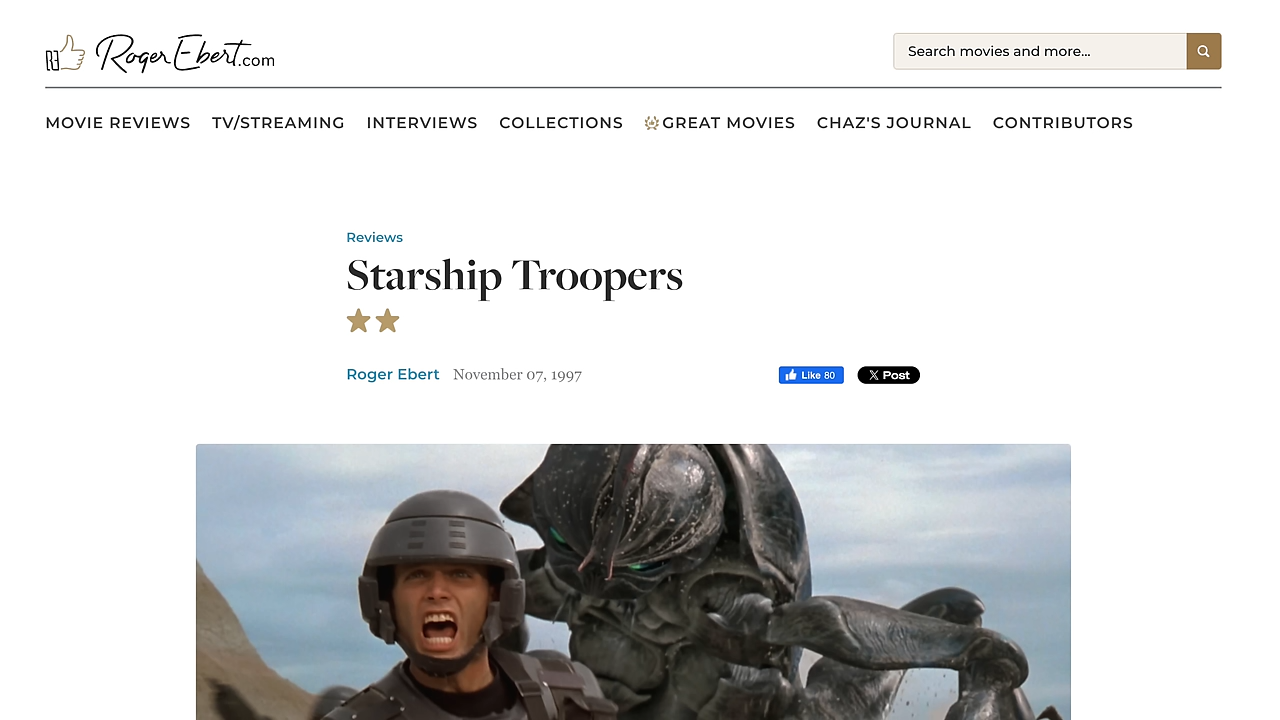 RogerEbert.com
Search movies and more...
MOVIE REVIEWS TV/STREAMING INTERVIEWS COLLECTIONS GREAT MOVIES CHAZ'S JOURNAL CONTRIBUTORS
Reviews
Starship Troopers
Roger Ebert November 07, 1997
Like 80 X Post